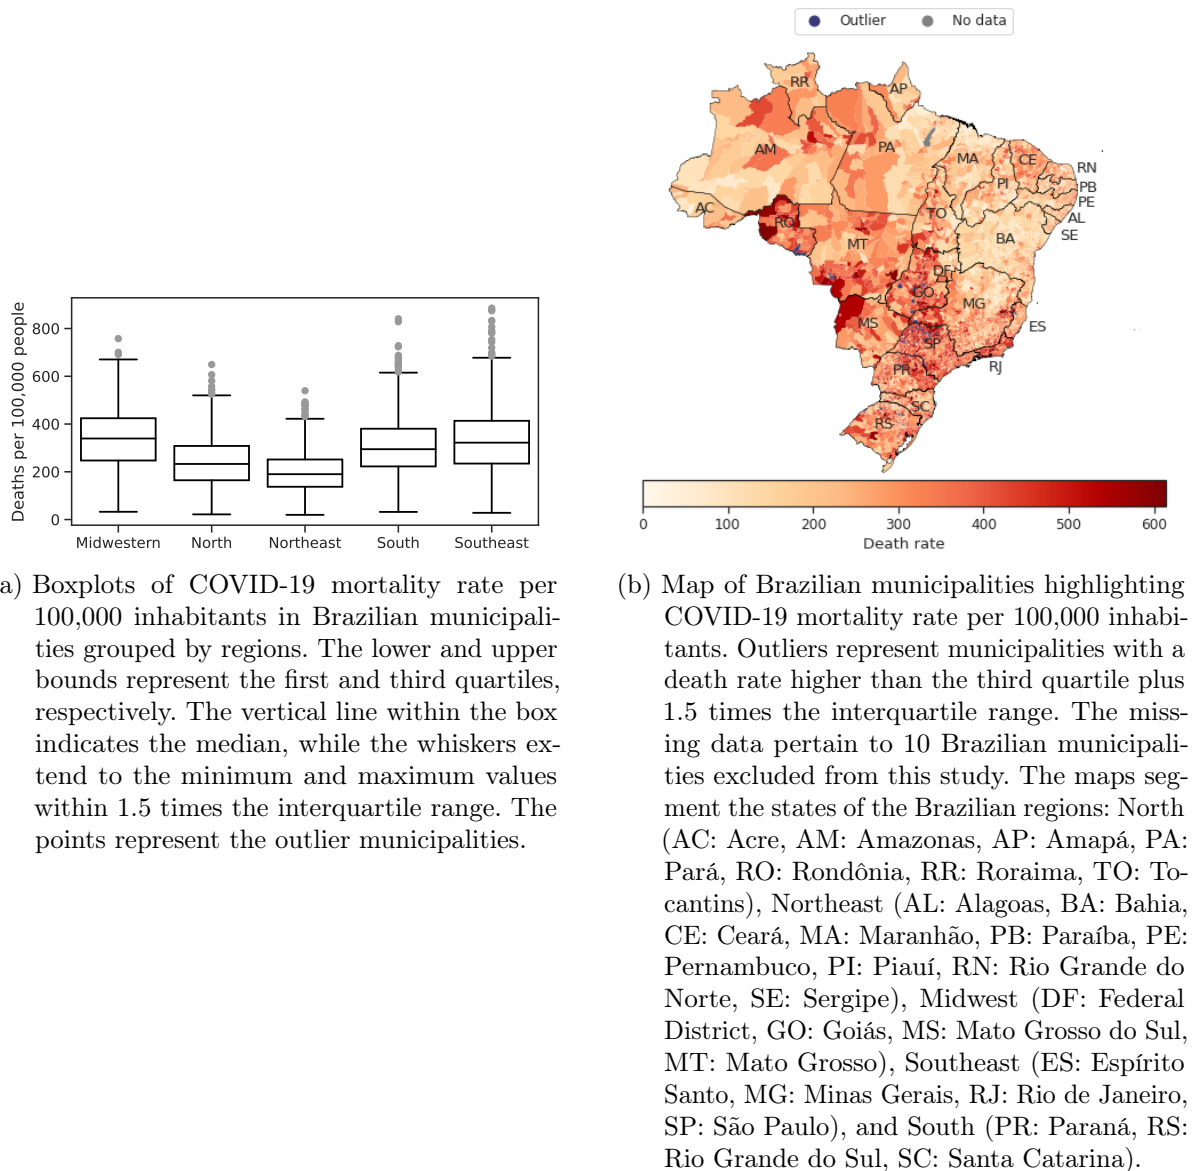 Outlier No data
RR
AP
AM
PA
MA
CE
RN
PI
PB
PE
AC
TO
AL
RO
SE
BA
MT
DF
GO
MG
MS
ES
SP
RJ
PR
SC
RS
0 100 200 300 400 500 600
Death rate
Deaths per 100,000 people
800
600
400
200
0
Midwestern North Northeast South Southeast
a) Boxplots of COVID-19 mortality rate per
100,000 inhabitants in Brazilian municipali-
ties grouped by regions. The lower and upper
bounds represent the first and third quartiles,
respectively. The vertical line within the box
indicates the median, while the whiskers ex-
tend to the minimum and maximum values
within 1.5 times the interquartile range. The
points represent the outlier municipalities.
(b) Map of Brazilian municipalities highlighting
COVID-19 mortality rate per 100,000 inhabi-
tants. Outliers represent municipalities with a
death rate higher than the third quartile plus
1.5 times the interquartile range. The miss-
ing data pertain to 10 Brazilian municipali-
ties excluded from this study. The maps seg-
ment the states of the Brazilian regions: North
(AC: Acre, AM: Amazonas, AP: Amapá, PA:
Pará, RO: Rondônia, RR: Roraima, TO: To-
cantins), Northeast (AL: Alagoas, BA: Bahia,
CE: Ceará, MA: Maranhão, PB: Paraíba, PE:
Pernambuco, PI: Piauí, RN: Rio Grande do
Norte, SE: Sergipe), Midwest (DF: Federal
District, GO: Goiás, MS: Mato Grosso do Sul,
MT: Mato Grosso), Southeast (ES: Espírito
Santo, MG: Minas Gerais, RJ: Rio de Janeiro,
SP: São Paulo), and South (PR: Paraná, RS:
Rio Grande do Sul, SC: Santa Catarina).